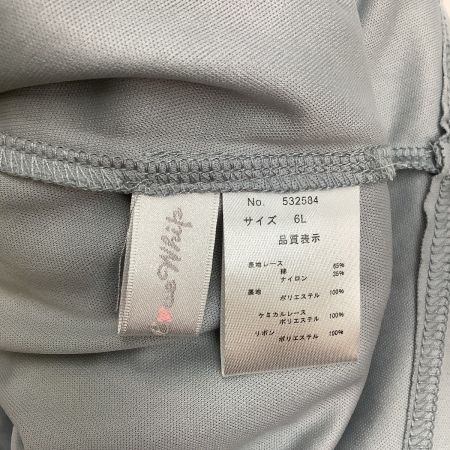 Rose Whip
No. 532584
サイズ 6L
品質表示
表地レース
綿 65%
ナイロン 35%
裏地
ポリエステル 100%
ケミカルレース
ポリエステル 100%
リボン
ポリエステル 100%